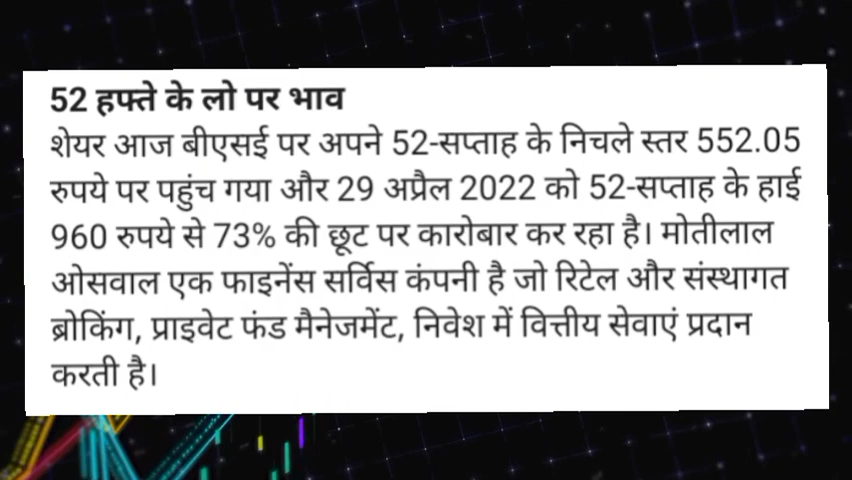 52 हफ्ते के लो पर भाव
शेयर आज बीएसई पर अपने 52-सप्ताह के निचले स्तर 552.05
रुपये पर पहुंच गया और 29 अप्रैल 2022 को 52-सप्ताह के हाई
960 रुपये से 73% की छूट पर कारोबार कर रहा है। मोतीलाल
ओसवाल एक फाइनेंस सर्विस कंपनी है जो रिटेल और संस्थागत
ब्रोकिंग, प्राइवेट फंड मैनेजमेंट, निवेश में वित्तीय सेवाएं प्रदान
करती है।